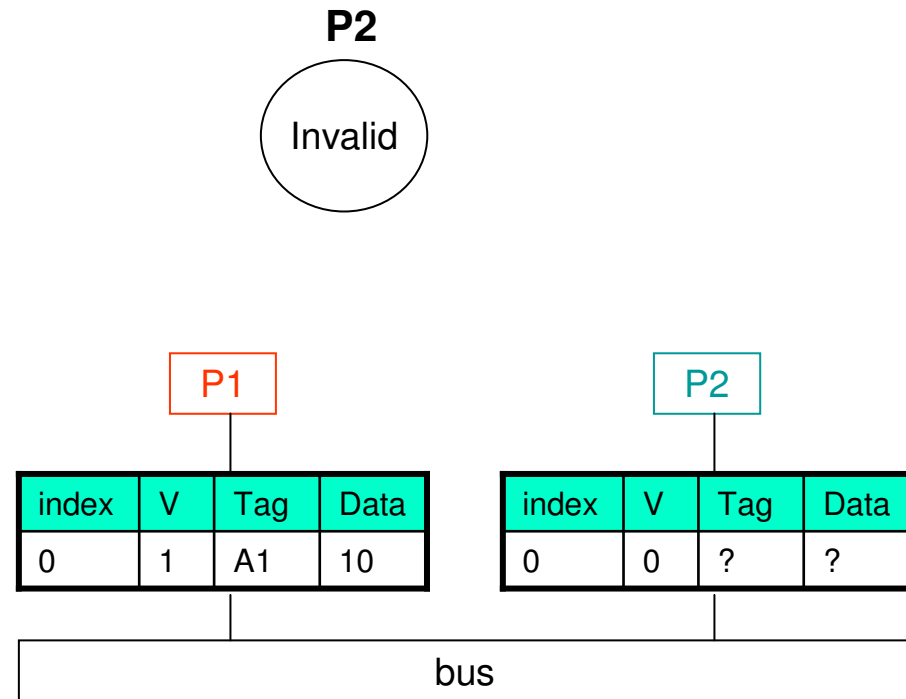 P2
Invalid
P1 P2
index V Tag Data index V Tag Data
0 1 A1 10 0 0 ? ?
bus